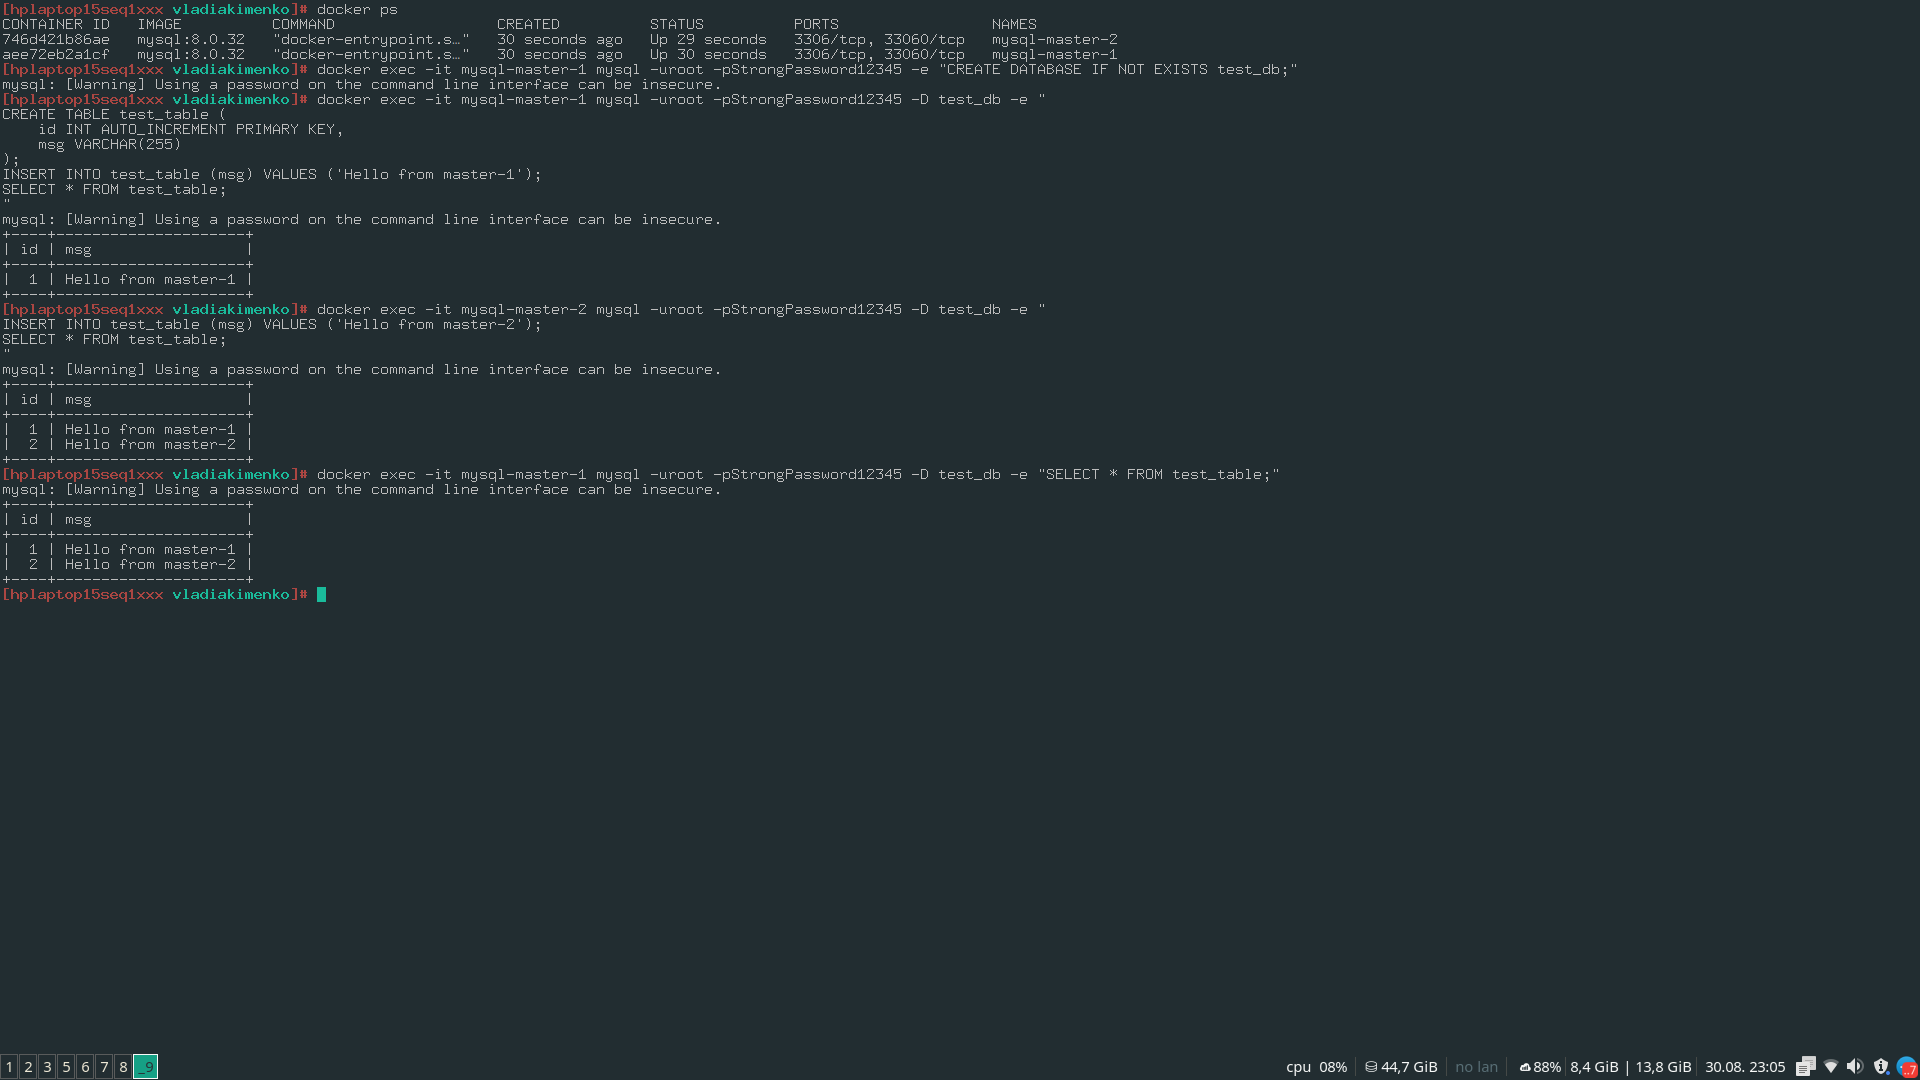 [hplaptop15seq1xxx vladiakimenko]# docker ps
CONTAINER ID   IMAGE          COMMAND                  CREATED          STATUS          PORTS                 NAMES
746d421b86ae   mysql:8.0.32   "docker-entrypoint.s…"   30 seconds ago   Up 29 seconds   3306/tcp, 33060/tcp   mysql-master-2
aee72eb2a1cf   mysql:8.0.32   "docker-entrypoint.s…"   30 seconds ago   Up 30 seconds   3306/tcp, 33060/tcp   mysql-master-1
[hplaptop15seq1xxx vladiakimenko]# docker exec -it mysql-master-1 mysql -uroot -pStrongPassword12345 -e "CREATE DATABASE IF NOT EXISTS test_db;"
mysql: [Warning] Using a password on the command line interface can be insecure.
[hplaptop15seq1xxx vladiakimenko]# docker exec -it mysql-master-1 mysql -uroot -pStrongPassword12345 -D test_db -e "
CREATE TABLE test_table (
    id INT AUTO_INCREMENT PRIMARY KEY,
    msg VARCHAR(255)
);
INSERT INTO test_table (msg) VALUES ('Hello from master-1');
SELECT * FROM test_table;
"
mysql: [Warning] Using a password on the command line interface can be insecure.
+----+---------------------+
| id | msg                 |
+----+---------------------+
|  1 | Hello from master-1 |
+----+---------------------+
[hplaptop15seq1xxx vladiakimenko]# docker exec -it mysql-master-2 mysql -uroot -pStrongPassword12345 -D test_db -e "
INSERT INTO test_table (msg) VALUES ('Hello from master-2');
SELECT * FROM test_table;
"
mysql: [Warning] Using a password on the command line interface can be insecure.
+----+---------------------+
| id | msg                 |
+----+---------------------+
|  1 | Hello from master-1 |
|  2 | Hello from master-2 |
+----+---------------------+
[hplaptop15seq1xxx vladiakimenko]# docker exec -it mysql-master-1 mysql -uroot -pStrongPassword12345 -D test_db -e "SELECT * FROM test_table;"
mysql: [Warning] Using a password on the command line interface can be insecure.
+----+---------------------+
| id | msg                 |
+----+---------------------+
|  1 | Hello from master-1 |
|  2 | Hello from master-2 |
+----+---------------------+
[hplaptop15seq1xxx vladiakimenko]#
1 2 3 5 6 7 8 _9 cpu 08% 44,7 GiB no lan 88% 8,4 GiB | 13,8 GiB 30.08. 23:05